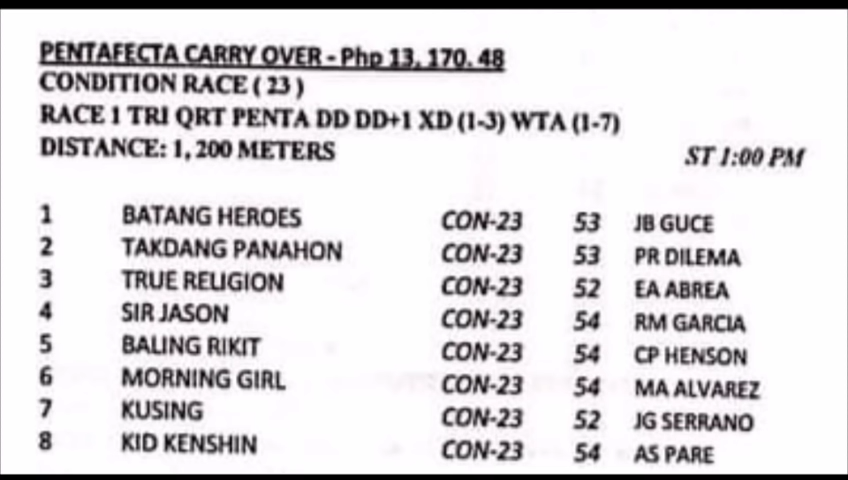 PENTAFECTA CARRY OVER - Php 13, 170. 48
CONDITION RACE ( 23 )
RACE 1 TRI QRT PENTA DD DD+1 XD (1-3) WTA (1-7)
DISTANCE: 1, 200 METERS ST 1:00 PM
1 BATANG HEROES CON-23 53 JB GUCE
2 TAKDANG PANAHON CON-23 53 PR DILEMA
3 TRUE RELIGION CON-23 52 EA ABREA
4 SIR JASON CON-23 54 RM GARCIA
5 BALING RIKIT CON-23 54 CP HENSON
6 MORNING GIRL CON-23 54 MA ALVAREZ
7 KUSING CON-23 52 JG SERRANO
8 KID KENSHIN CON-23 54 AS PARE